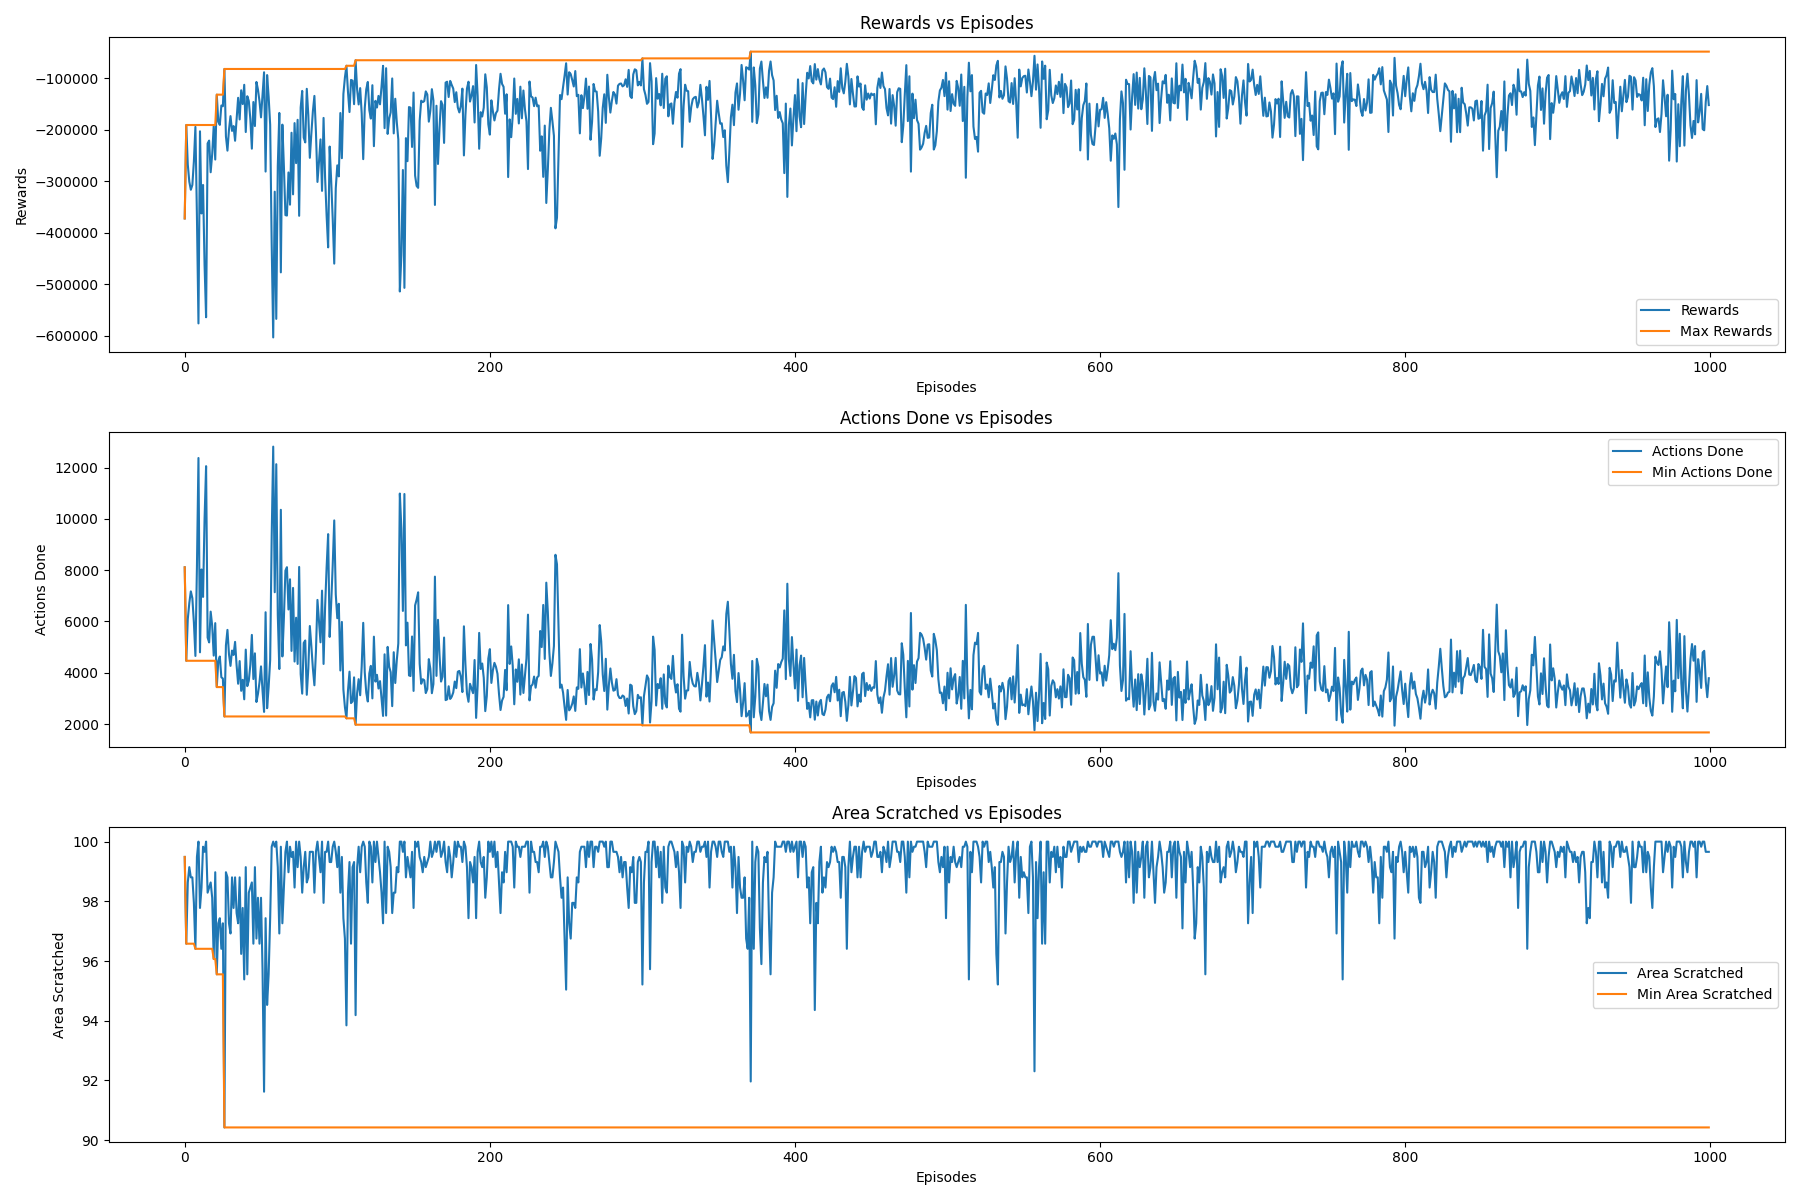 Rewards vs Episodes
Rewards
−100000
−200000
−300000
−400000
−500000
−600000
Rewards
Max Rewards
0 200 400 600 800 1000
Episodes
Actions Done vs Episodes
Actions Done
12000
10000
8000
6000
4000
2000
Actions Done
Min Actions Done
0 200 400 600 800 1000
Episodes
Area Scratched vs Episodes
Area Scratched
100
98
96
94
92
90
Area Scratched
Min Area Scratched
0 200 400 600 800 1000
Episodes